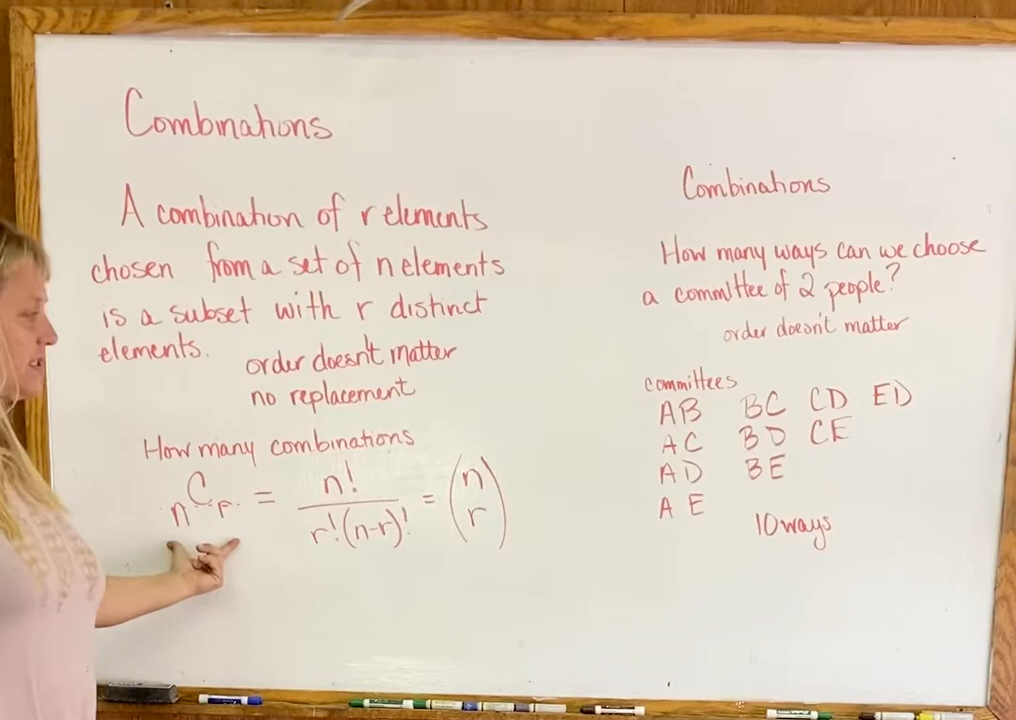 Combinations
A combination of r elements
chosen from a set of n elements
is a subset with r distinct
elements.
order doesn't matter
no replacement
How many combinations
nCr = n! / r!(n-r)! = (n r)
Combinations
How many ways can we choose
a committee of 2 people?
order doesn't matter
committees
AB BC CD ED
AC BD CE
AD BE
AE
10 ways